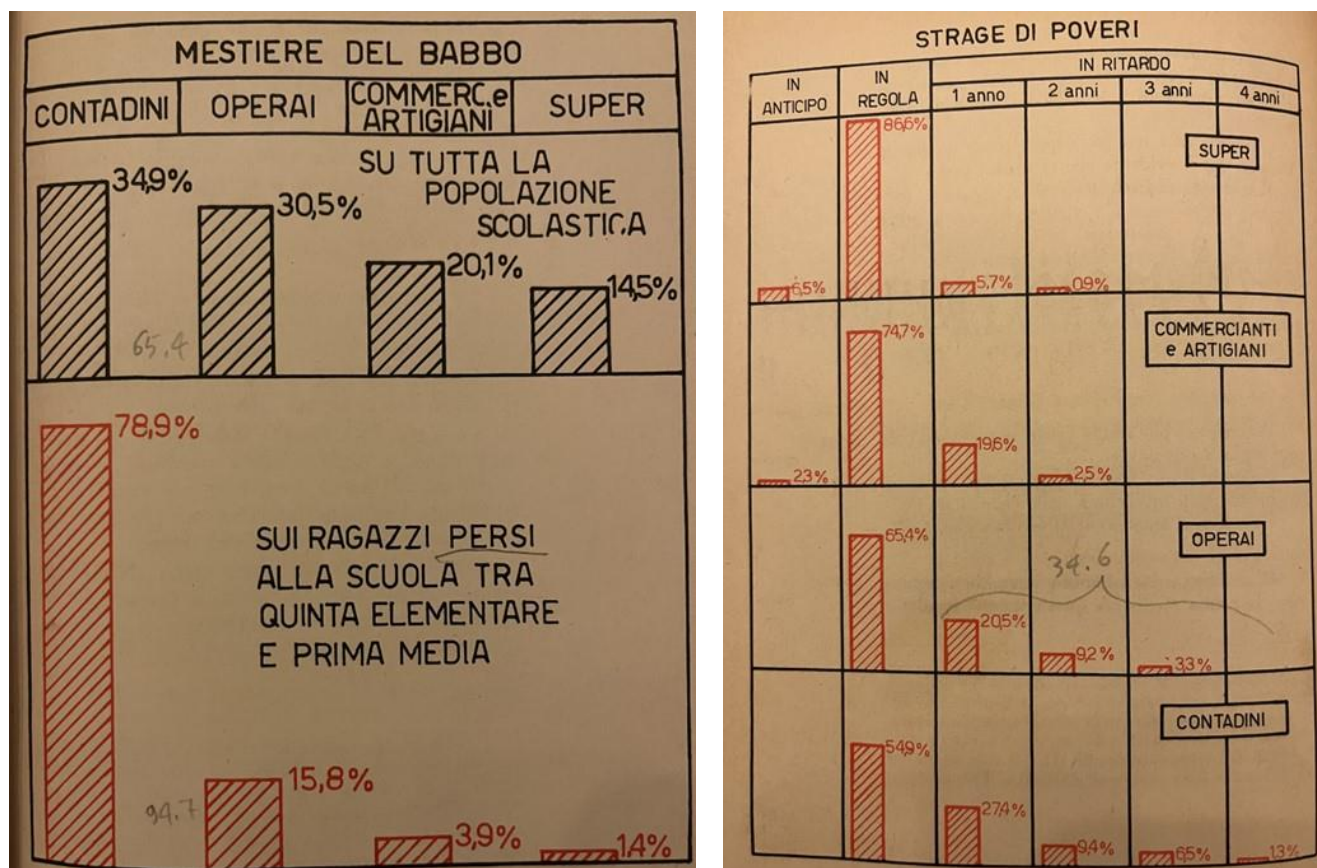 MESTIERE DEL BABBO
CONTADINI
OPERAI
COMMERC. e
ARTIGIANI
SUPER
SU TUTTA LA
POPOLAZIONE
SCOLASTICA
34,9%
30,5%
20,1%
14,5%
65.4
78,9%
SUI RAGAZZI PERSI
ALLA SCUOLA TRA
QUINTA ELEMENTARE
E PRIMA MEDIA
15,8%
3,9%
1,4%
94.7
STRAGE DI POVERI
IN
ANTICIPO
IN
REGOLA
IN RITARDO
1 anno
2 anni
3 anni
4 anni
SUPER
6,5%
86,6%
5,7%
0,9%
COMMERCIANTI
e ARTIGIANI
2,3%
74,7%
19,6%
2,5%
OPERAI
34.6
65,4%
20,5%
9,2%
3,3%
CONTADINI
54,9%
27,4%
9,4%
6,5%
1,3%